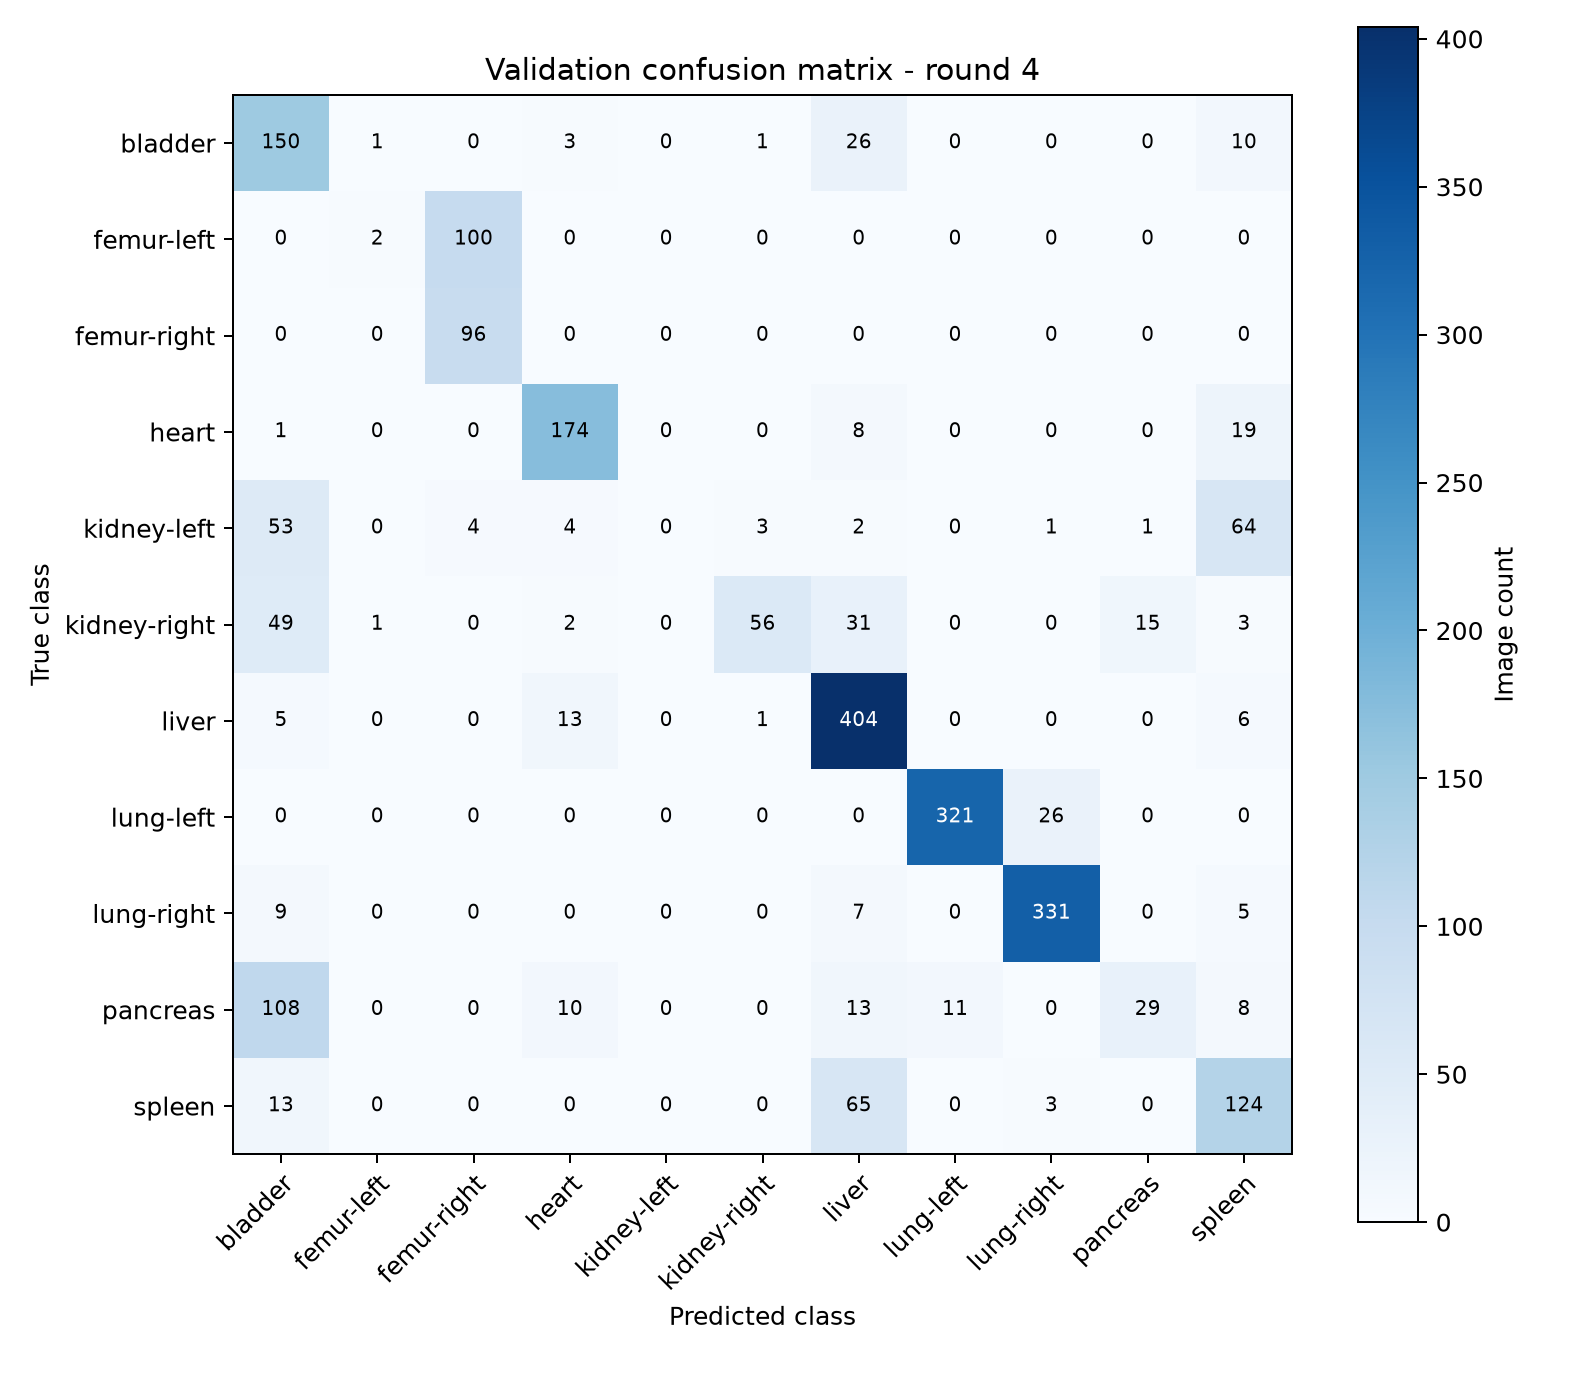 Validation confusion matrix - round 4
400
350
300
250
200
150
100
50
0
Image count
True class
bladder 150 1 0 3 0 1 26 0 0 0 10
femur-left 0 2 100 0 0 0 0 0 0 0 0
femur-right 0 0 96 0 0 0 0 0 0 0 0
heart 1 0 0 174 0 0 8 0 0 0 19
kidney-left 53 0 4 4 0 3 2 0 1 1 64
kidney-right 49 1 0 2 0 56 31 0 0 15 3
liver 5 0 0 13 0 1 404 0 0 0 6
lung-left 0 0 0 0 0 0 0 321 26 0 0
lung-right 9 0 0 0 0 0 7 0 331 0 5
pancreas 108 0 0 10 0 0 13 11 0 29 8
spleen 13 0 0 0 0 0 65 0 3 0 124
bladder femur-left femur-right heart kidney-left kidney-right liver lung-left lung-right pancreas spleen
Predicted class